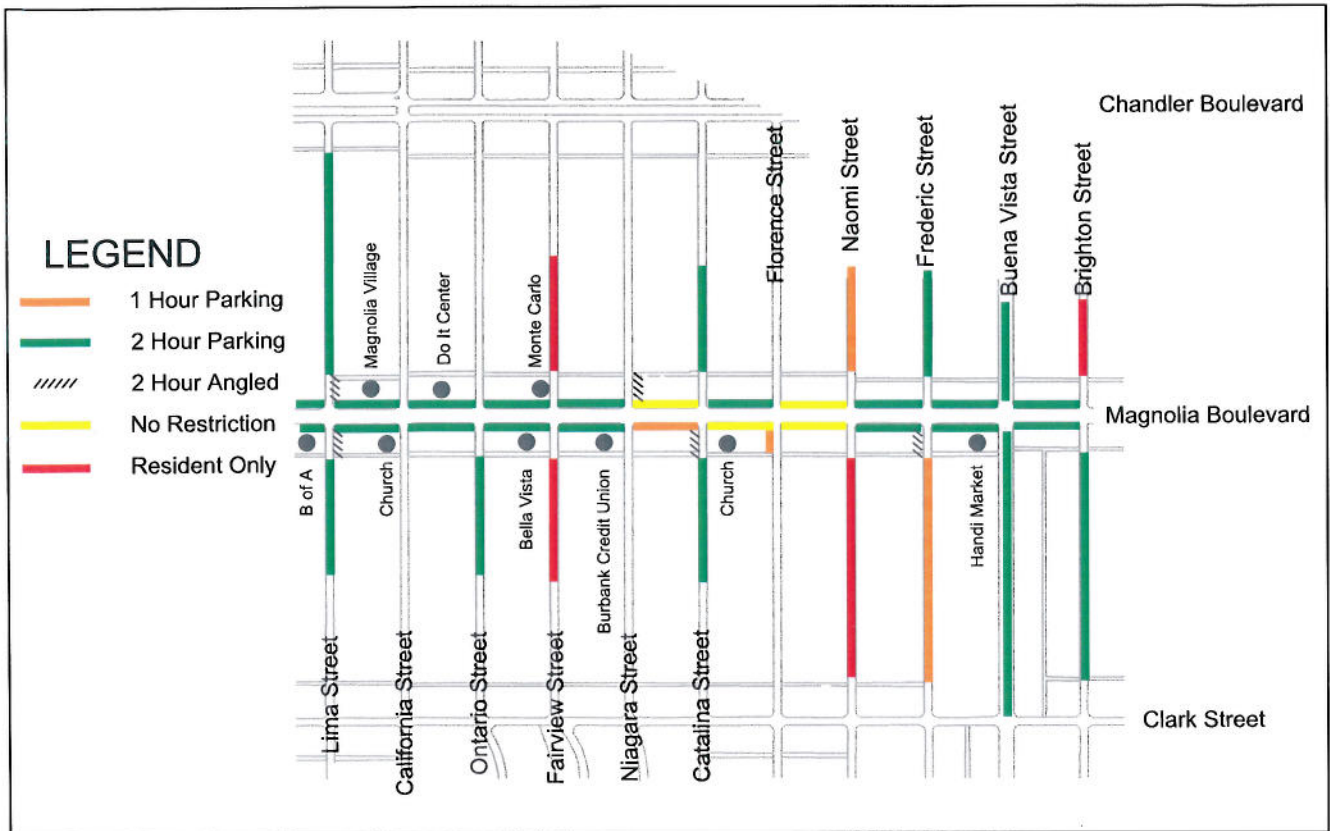 Chandler Boulevard
Florence Street
Naomi Street
Frederic Street
Buena Vista Street
Brighton Street
LEGEND
1 Hour Parking
2 Hour Parking
2 Hour Angled
No Restriction
Resident Only
Magnolia Village
Do It Center
Monte Carlo
Magnolia Boulevard
B of A
Church
Bella Vista
Burbank Credit Union
Church
Handi Market
Lima Street
California Street
Ontario Street
Fairview Street
Niagara Street
Catalina Street
Clark Street